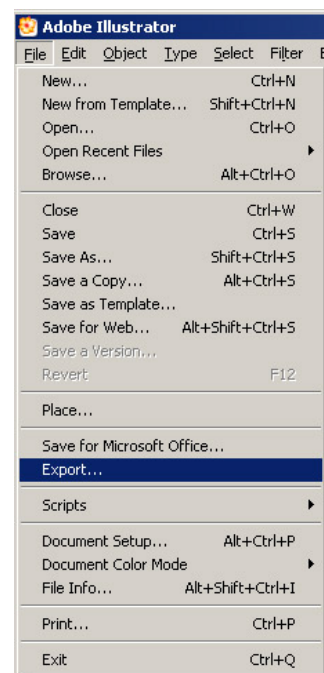 Adobe Illustrator
File Edit Object Type Select Filter E
New... Ctrl+N
New from Template... Shift+Ctrl+N
Open... Ctrl+O
Open Recent Files
Browse... Alt+Ctrl+O
Close Ctrl+W
Save Ctrl+S
Save As... Shift+Ctrl+S
Save a Copy... Alt+Ctrl+S
Save as Template...
Save for Web... Alt+Shift+Ctrl+S
Save a Version...
Revert F12
Place...
Save for Microsoft Office...
Export...
Scripts
Document Setup... Alt+Ctrl+P
Document Color Mode
File Info... Alt+Shift+Ctrl+I
Print... Ctrl+P
Exit Ctrl+Q